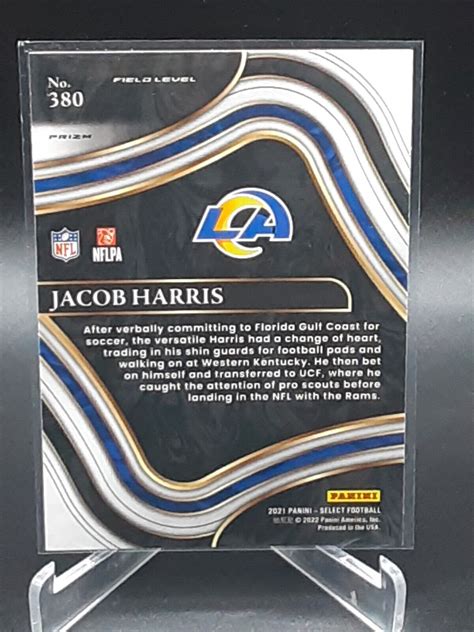 No.
380
FIELD LEVEL
PRIZM
LA
NFL
NFLPA
JACOB HARRIS
After verbally committing to Florida Gulf Coast for
soccer, the versatile Harris had a change of heart,
trading in his shin guards for football pads and
walking on at Western Kentucky. He then bet
on himself and transferred to UCF, where he
caught the attention of pro scouts before
landing in the NFL with the Rams.
PANINI
2021 PANINI - SELECT FOOTBALL
© 2022 Panini America, Inc.
Produced in the USA.